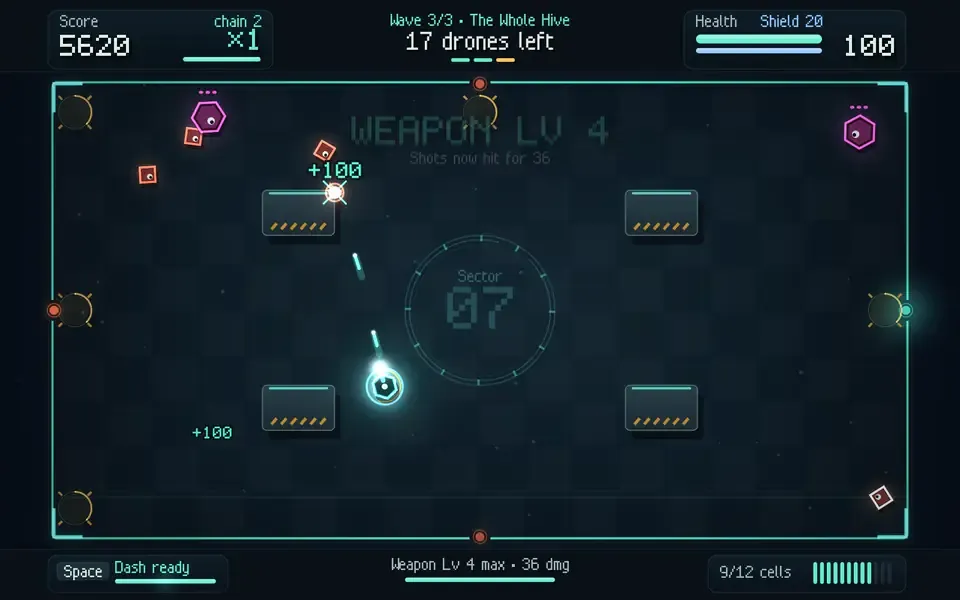 Score
5620
chain 2
×1
Wave 3/3 · The Whole Hive
17 drones left
Health
Shield 20
100
WEAPON LV 4
Shots now hit for 36
+100
Sector
07
+100
Space
Dash ready
Weapon Lv 4 max · 36 dmg
9/12 cells